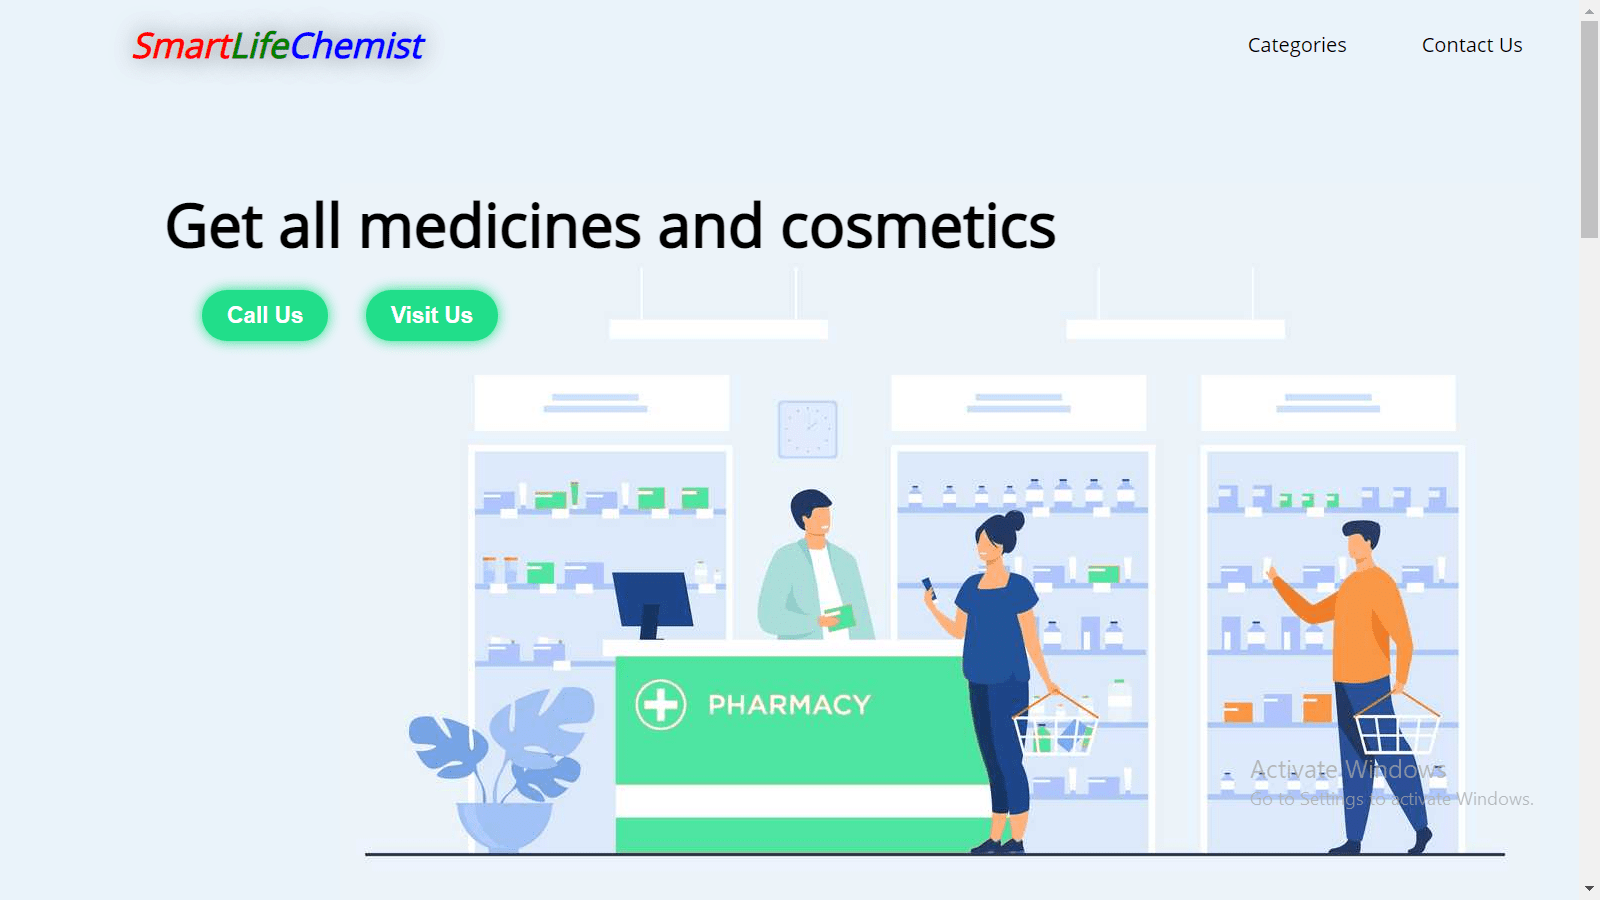 SmartLifeChemist
Categories
Contact Us
Get all medicines and cosmetics
Call Us
Visit Us
PHARMACY
Activate Windows
Go to Settings to activate Windows.